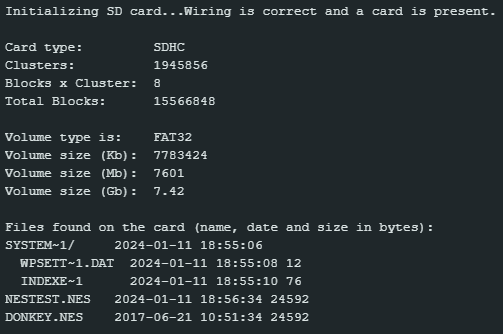 Initializing SD card...Wiring is correct and a card is present.
Card type: SDHC
Clusters: 1945856
Blocks x Cluster: 8
Total Blocks: 15566848
Volume type is: FAT32
Volume size (Kb): 7783424
Volume size (Mb): 7601
Volume size (Gb): 7.42
Files found on the card (name, date and size in bytes):
SYSTEM~1/ 2024-01-11 18:55:06
WPSETT~1.DAT 2024-01-11 18:55:08 12
INDEXE~1 2024-01-11 18:55:10 76
NESTEST.NES 2024-01-11 18:56:34 24592
DONKEY.NES 2017-06-21 10:51:34 24592